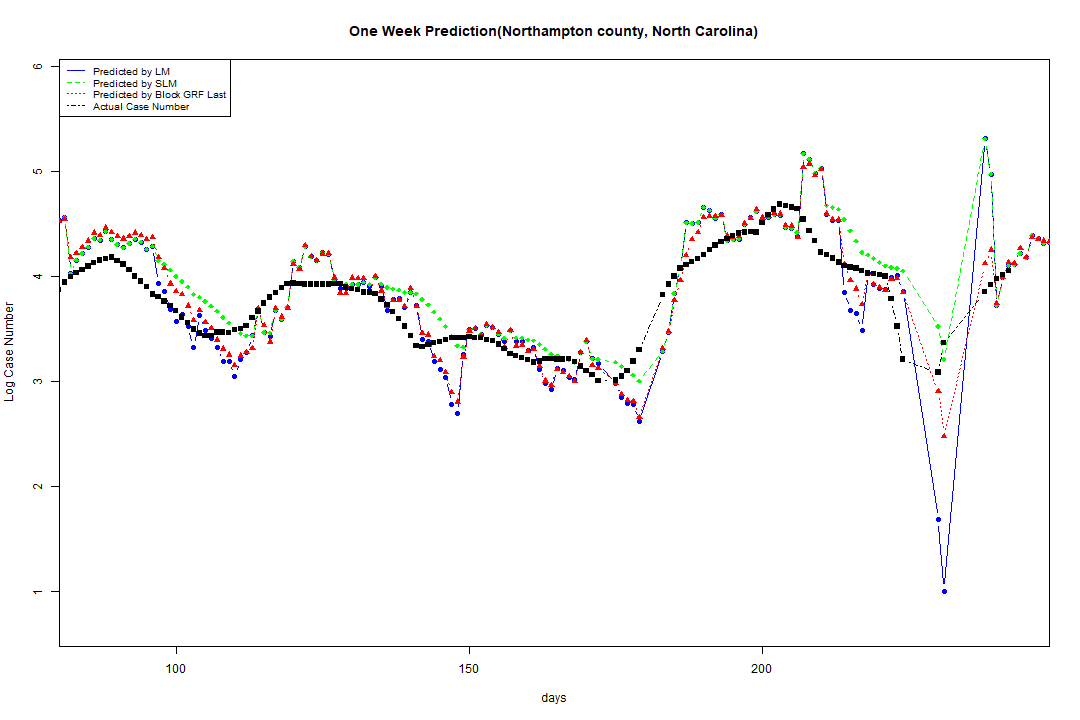 One Week Prediction(Northampton county, North Carolina)
Predicted by LM
Predicted by SLM
Predicted by Block GRF Last
Actual Case Number
6
5
4
3
2
1
Log Case Number
100
150
200
days